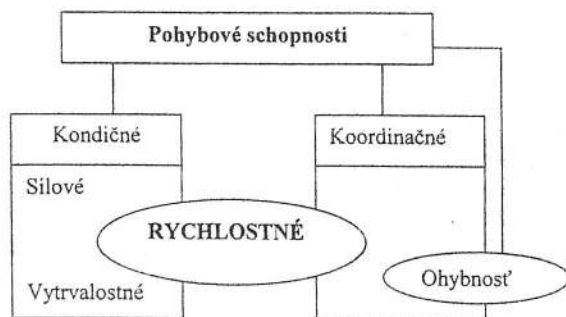 Pohybové schopnosti
Kondičné
Koordinačné
Silové
RYCHLOSTNÉ
Vytrvalostné
Ohybnosť